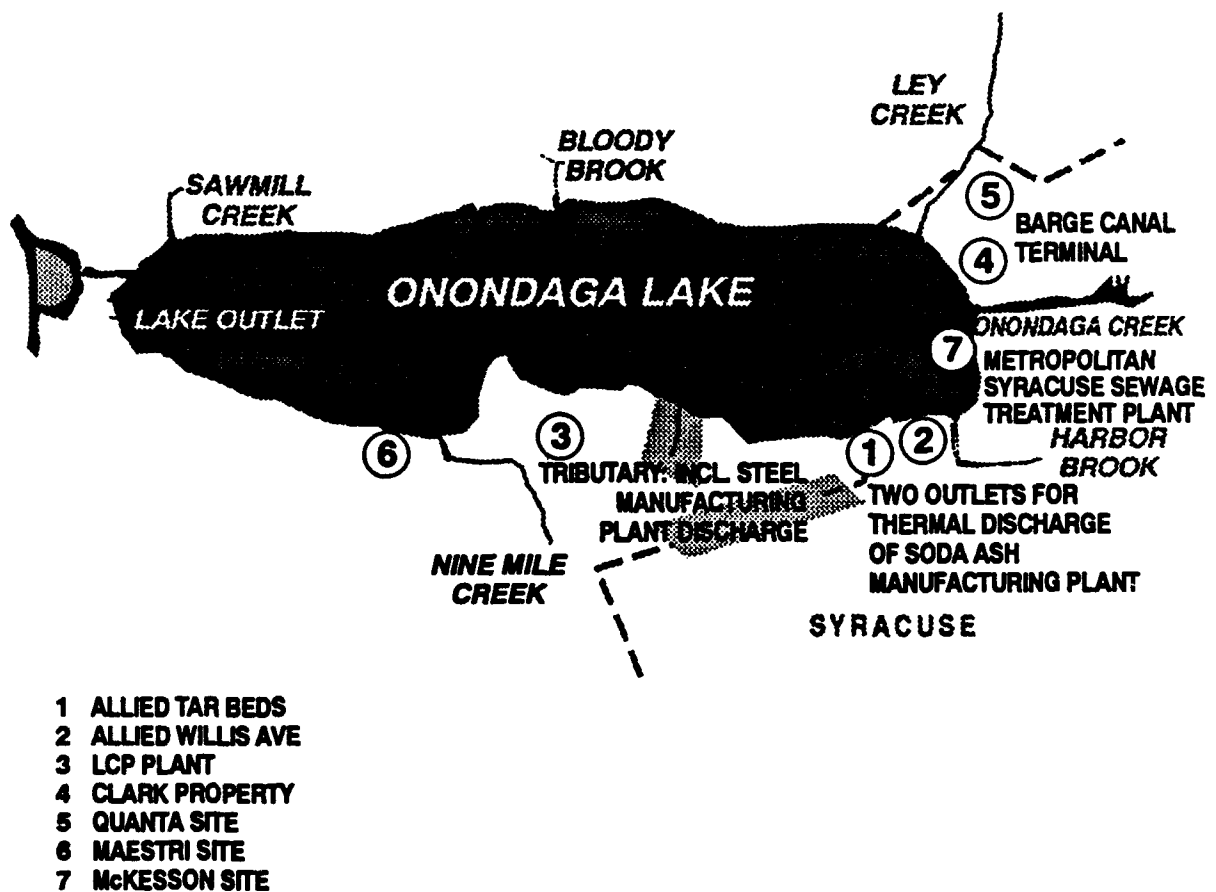 LEY
CREEK
BLOODY
BROOK
SAWMILL
CREEK
5
BARGE CANAL
TERMINAL
4
ONONDAGA LAKE
LAKE OUTLET
ONONDAGA CREEK
7
METROPOLITAN
SYRACUSE SEWAGE
TREATMENT PLANT
HARBOR
BROOK
6
3
1
2
TRIBUTARY: INCL. STEEL
MANUFACTURING
PLANT DISCHARGE
TWO OUTLETS FOR
THERMAL DISCHARGE
OF SODA ASH
MANUFACTURING PLANT
NINE MILE
CREEK
SYRACUSE
1 ALLIED TAR BEDS
2 ALLIED WILLIS AVE
3 LCP PLANT
4 CLARK PROPERTY
5 QUANTA SITE
6 MAESTRI SITE
7 McKESSON SITE